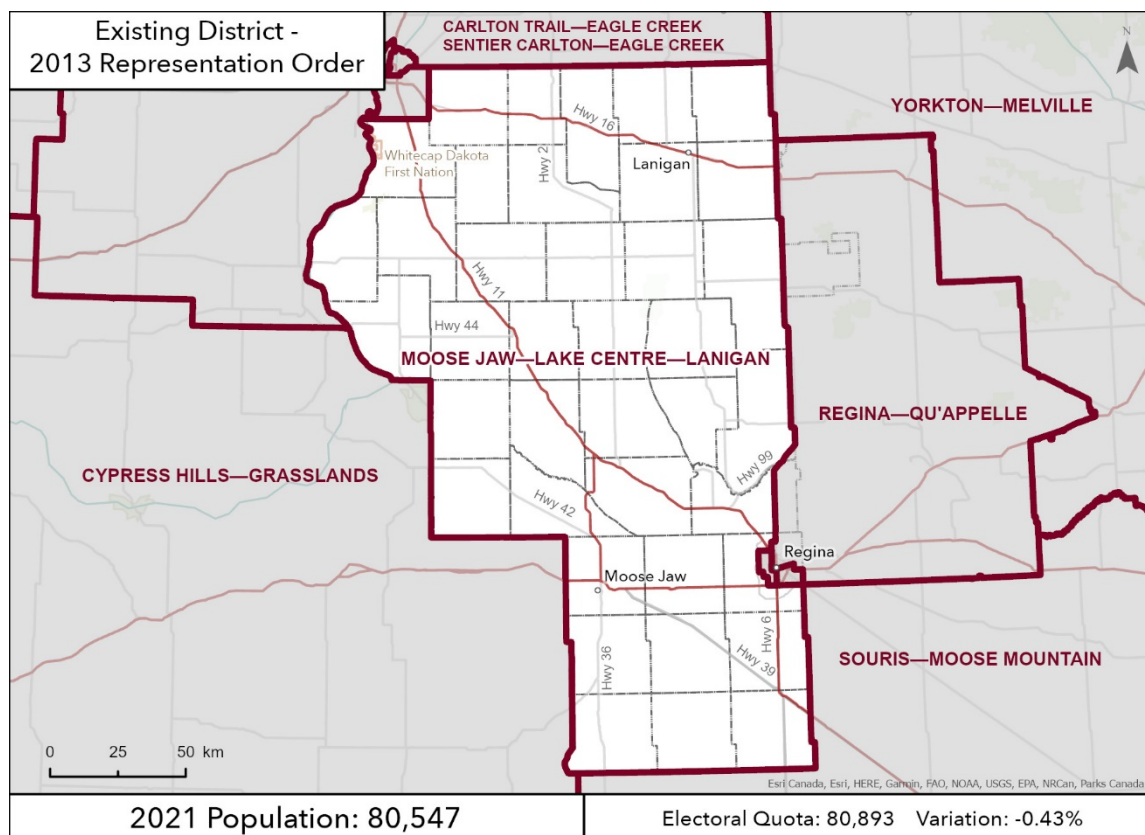 Existing District -
2013 Representation Order
CARLTON TRAIL—EAGLE CREEK
SENTIER CARLTON—EAGLE CREEK
N
YORKTON—MELVILLE
Hwy 16
Whitecap Dakota
First Nation
Hwy 2
Lanigan
Hwy 11
Hwy 44
MOOSE JAW—LAKE CENTRE—LANIGAN
REGINA—QU'APPELLE
CYPRESS HILLS—GRASSLANDS
Hwy 99
Hwy 42
Regina
Moose Jaw
Hwy 6
Hwy 36
Hwy 39
SOURIS—MOOSE MOUNTAIN
0 25 50 km
Esri Canada, Esri, HERE, Garmin, FAO, NOAA, USGS, EPA, NRCan, Parks Canada
2021 Population: 80,547
Electoral Quota: 80,893 Variation: -0.43%